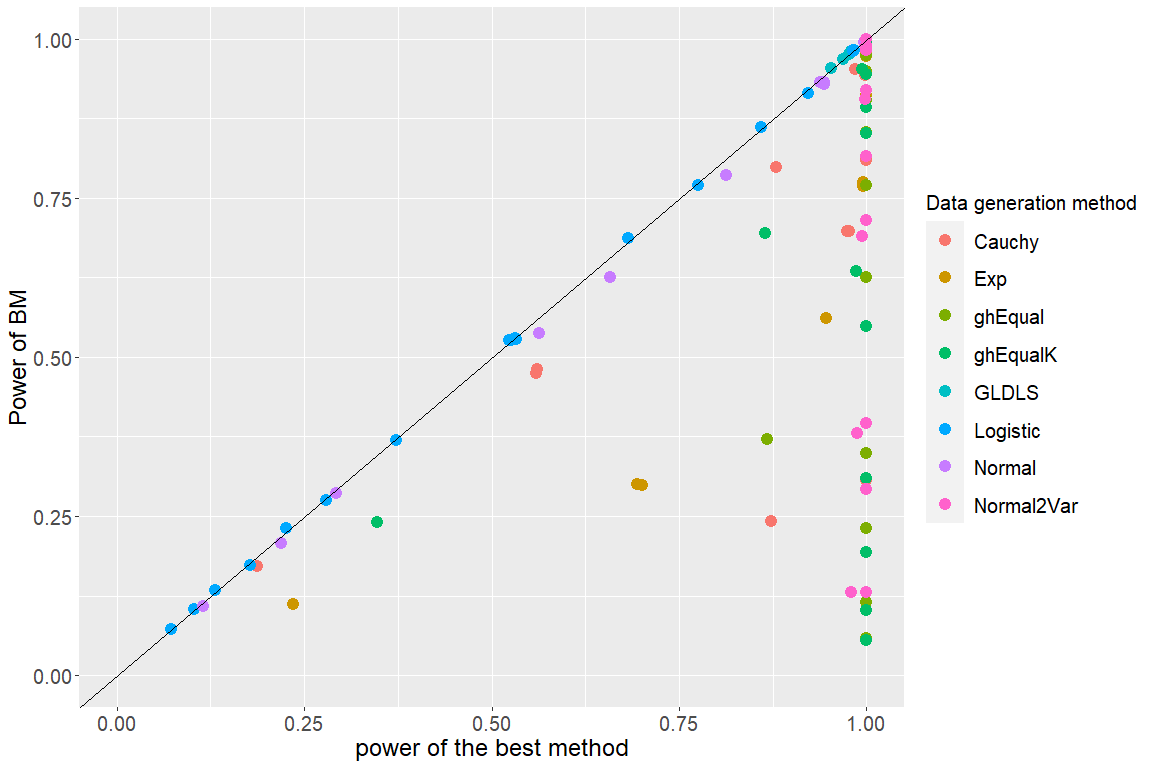 1.00
0.75
0.50
0.25
0.00
Power of BM
0.00 0.25 0.50 0.75 1.00
power of the best method
Data generation method
Cauchy
Exp
ghEqual
ghEqualK
GLDLS
Logistic
Normal
Normal2Var